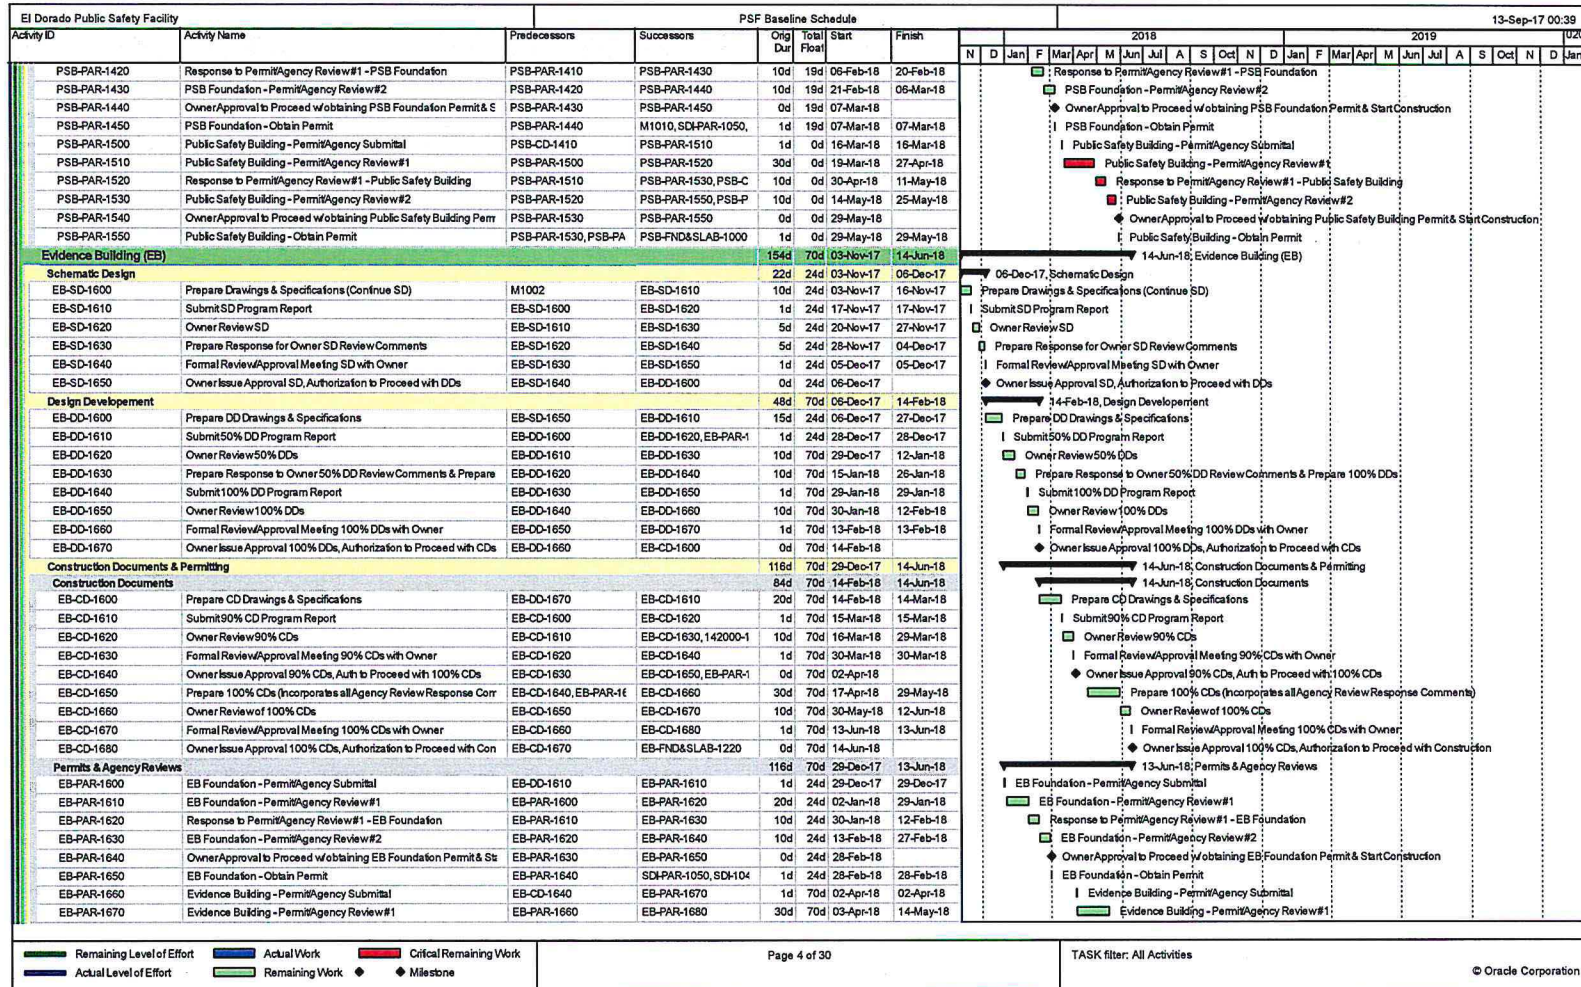 El Dorado Public Safety Facility PSF Baseline Schedule 13-Sep-17 00:39
Activity ID Activity Name Predecessors Successors Orig Dur Total Float Start Finish 2018 2019 020
N D Jan F Mar Apr M Jun Jul A S Oct N D Jan F Mar Apr M Jun Jul A S Oct N D Jan
PSB-PAR-1420 Response to Permit/Agency Review#1 - PSB Foundation PSB-PAR-1410 PSB-PAR-1430 10d 19d 06-Feb-18 20-Feb-18 Response to Permit/Agency Review#1 - PSB Foundation
PSB-PAR-1430 PSB Foundation - Permit/Agency Review#2 PSB-PAR-1420 PSB-PAR-1440 10d 19d 21-Feb-18 06-Mar-18 PSB Foundation - Permit/Agency Review#2
PSB-PAR-1440 Owner Approval to Proceed w/obtaining PSB Foundation Permit & S PSB-PAR-1430 PSB-PAR-1450 0d 19d 07-Mar-18 Owner Approval to Proceed w/obtaining PSB Foundation Permit & Start Construction
PSB-PAR-1450 PSB Foundation - Obtain Permit PSB-PAR-1440 M1010, SDI-PAR-1050, 1d 19d 07-Mar-18 07-Mar-18 PSB Foundation - Obtain Permit
PSB-PAR-1500 Public Safety Building - Permit/Agency Submittal PSB-CD-1410 PSB-PAR-1510 1d 0d 16-Mar-18 16-Mar-18 Public Safety Building - Permit/Agency Submittal
PSB-PAR-1510 Public Safety Building - Permit/Agency Review#1 PSB-PAR-1500 PSB-PAR-1520 30d 0d 19-Mar-18 27-Apr-18 Public Safety Building - Permit/Agency Review#1
PSB-PAR-1520 Response to Permit/Agency Review#1 - Public Safety Building PSB-PAR-1510 PSB-PAR-1530, PSB-C 10d 0d 30-Apr-18 11-May-18 Response to Permit/Agency Review#1 - Public Safety Building
PSB-PAR-1530 Public Safety Building - Permit/Agency Review#2 PSB-PAR-1520 PSB-PAR-1550, PSB-P 10d 0d 14-May-18 25-May-18 Public Safety Building - Permit/Agency Review#2
PSB-PAR-1540 Owner Approval to Proceed w/obtaining Public Safety Building Perm PSB-PAR-1530 PSB-PAR-1550 0d 0d 29-May-18 Owner Approval to Proceed w/obtaining Public Safety Building Permit & Start Construction
PSB-PAR-1550 Public Safety Building - Obtain Permit PSB-PAR-1530, PSB-PA PSB-FND&SLAB-1000 1d 0d 29-May-18 29-May-18 Public Safety Building - Obtain Permit
Evidence Building (EB) 154d 70d 03-Nov-17 14-Jun-18 14-Jun-18, Evidence Building (EB)
Schematic Design 22d 24d 03-Nov-17 06-Dec-17 06-Dec-17, Schematic Design
EB-SD-1600 Prepare Drawings & Specifications (Continue SD) M1002 EB-SD-1610 10d 24d 03-Nov-17 16-Nov-17 Prepare Drawings & Specifications (Continue SD)
EB-SD-1610 Submit SD Program Report EB-SD-1600 EB-SD-1620 1d 24d 17-Nov-17 17-Nov-17 Submit SD Program Report
EB-SD-1620 Owner Review SD EB-SD-1610 EB-SD-1630 5d 24d 20-Nov-17 27-Nov-17 Owner Review SD
EB-SD-1630 Prepare Response for Owner SD Review Comments EB-SD-1620 EB-SD-1640 5d 24d 28-Nov-17 04-Dec-17 Prepare Response for Owner SD Review Comments
EB-SD-1640 Formal Review/Approval Meeting SD with Owner EB-SD-1630 EB-SD-1650 1d 24d 05-Dec-17 05-Dec-17 Formal Review/Approval Meeting SD with Owner
EB-SD-1650 Owner Issue Approval SD, Authorization to Proceed with DDs EB-SD-1640 EB-DD-1600 0d 24d 06-Dec-17 Owner Issue Approval SD, Authorization to Proceed with DDs
Design Developement 48d 70d 06-Dec-17 14-Feb-18 14-Feb-18, Design Developement
EB-DD-1600 Prepare DD Drawings & Specifications EB-SD-1650 EB-DD-1610 15d 24d 06-Dec-17 27-Dec-17 Prepare DD Drawings & Specifications
EB-DD-1610 Submit 50% DD Program Report EB-DD-1600 EB-DD-1620, EB-PAR-1 1d 24d 28-Dec-17 28-Dec-17 Submit 50% DD Program Report
EB-DD-1620 Owner Review 50% DDs EB-DD-1610 EB-DD-1630 10d 70d 29-Dec-17 12-Jan-18 Owner Review 50% DDs
EB-DD-1630 Prepare Response to Owner 50% DD Review Comments & Prepare EB-DD-1620 EB-DD-1640 10d 70d 15-Jan-18 26-Jan-18 Prepare Response to Owner 50% DD Review Comments & Prepare 100% DDs
EB-DD-1640 Submit 100% DD Program Report EB-DD-1630 EB-DD-1650 1d 70d 29-Jan-18 29-Jan-18 Submit 100% DD Program Report
EB-DD-1650 Owner Review 100% DDs EB-DD-1640 EB-DD-1660 10d 70d 30-Jan-18 12-Feb-18 Owner Review 100% DDs
EB-DD-1660 Formal Review/Approval Meeting 100% DDs with Owner EB-DD-1650 EB-DD-1670 1d 70d 13-Feb-18 13-Feb-18 Formal Review/Approval Meeting 100% DDs with Owner
EB-DD-1670 Owner Issue Approval 100% DDs, Authorization to Proceed with CDs EB-DD-1660 EB-CD-1600 0d 70d 14-Feb-18 Owner Issue Approval 100% DDs, Authorization to Proceed with CDs
Construction Documents & Permitting 116d 70d 29-Dec-17 14-Jun-18 14-Jun-18, Construction Documents & Permitting
Construction Documents 84d 70d 14-Feb-18 14-Jun-18 14-Jun-18, Construction Documents
EB-CD-1600 Prepare CD Drawings & Specifications EB-DD-1670 EB-CD-1610 20d 70d 14-Feb-18 14-Mar-18 Prepare CD Drawings & Specifications
EB-CD-1610 Submit 90% CD Program Report EB-CD-1600 EB-CD-1620 1d 70d 15-Mar-18 15-Mar-18 Submit 90% CD Program Report
EB-CD-1620 Owner Review 90% CDs EB-CD-1610 EB-CD-1630, 142000-1 10d 70d 16-Mar-18 29-Mar-18 Owner Review 90% CDs
EB-CD-1630 Formal Review/Approval Meeting 90% CDs with Owner EB-CD-1620 EB-CD-1640 1d 70d 30-Mar-18 30-Mar-18 Formal Review/Approval Meeting 90% CDs with Owner
EB-CD-1640 Owner Issue Approval 90% CDs, Auth to Proceed with 100% CDs EB-CD-1630 EB-CD-1650, EB-PAR-1 0d 70d 02-Apr-18 Owner Issue Approval 90% CDs, Auth to Proceed with 100% CDs
EB-CD-1650 Prepare 100% CDs (Incorporates all Agency Review Response Com EB-CD-1640, EB-PAR-16 EB-CD-1660 30d 70d 17-Apr-18 29-May-18 Prepare 100% CDs (Incorporates all Agency Review Response Comments)
EB-CD-1660 Owner Review of 100% CDs EB-CD-1650 EB-CD-1670 10d 70d 30-May-18 12-Jun-18 Owner Review of 100% CDs
EB-CD-1670 Formal Review/Approval Meeting 100% CDs with Owner EB-CD-1660 EB-CD-1680 1d 70d 13-Jun-18 13-Jun-18 Formal Review/Approval Meeting 100% CDs with Owner
EB-CD-1680 Owner Issue Approval 100% CDs, Authorization to Proceed with Con EB-CD-1670 EB-FND&SLAB-1220 0d 70d 14-Jun-18 Owner Issue Approval 100% CDs, Authorization to Proceed with Construction
Permits & Agency Reviews 116d 70d 29-Dec-17 13-Jun-18 13-Jun-18, Permits & Agency Reviews
EB-PAR-1600 EB Foundation - Permit/Agency Submittal EB-DD-1610 EB-PAR-1610 1d 24d 29-Dec-17 29-Dec-17 EB Foundation - Permit/Agency Submittal
EB-PAR-1610 EB Foundation - Permit/Agency Review#1 EB-PAR-1600 EB-PAR-1620 20d 24d 02-Jan-18 29-Jan-18 EB Foundation - Permit/Agency Review#1
EB-PAR-1620 Response to Permit/Agency Review#1 - EB Foundation EB-PAR-1610 EB-PAR-1630 10d 24d 30-Jan-18 12-Feb-18 Response to Permit/Agency Review#1 - EB Foundation
EB-PAR-1630 EB Foundation - Permit/Agency Review#2 EB-PAR-1620 EB-PAR-1640 10d 24d 13-Feb-18 27-Feb-18 EB Foundation - Permit/Agency Review#2
EB-PAR-1640 Owner Approval to Proceed w/obtaining EB Foundation Permit & Sta EB-PAR-1630 EB-PAR-1650 0d 24d 28-Feb-18 Owner Approval to Proceed w/obtaining EB Foundation Permit & Start Construction
EB-PAR-1650 EB Foundation - Obtain Permit EB-PAR-1640 SDI-PAR-1050, SDI-104 1d 24d 28-Feb-18 28-Feb-18 EB Foundation - Obtain Permit
EB-PAR-1660 Evidence Building - Permit/Agency Submittal EB-CD-1640 EB-PAR-1670 1d 70d 02-Apr-18 02-Apr-18 Evidence Building - Permit/Agency Submittal
EB-PAR-1670 Evidence Building - Permit/Agency Review#1 EB-PAR-1660 EB-PAR-1680 30d 70d 03-Apr-18 14-May-18 Evidence Building - Permit/Agency Review#1
Remaining Level of Effort Actual Work Critical Remaining Work Page 4 of 30 TASK filter: All Activities
Actual Level of Effort Remaining Work Milestone
© Oracle Corporation